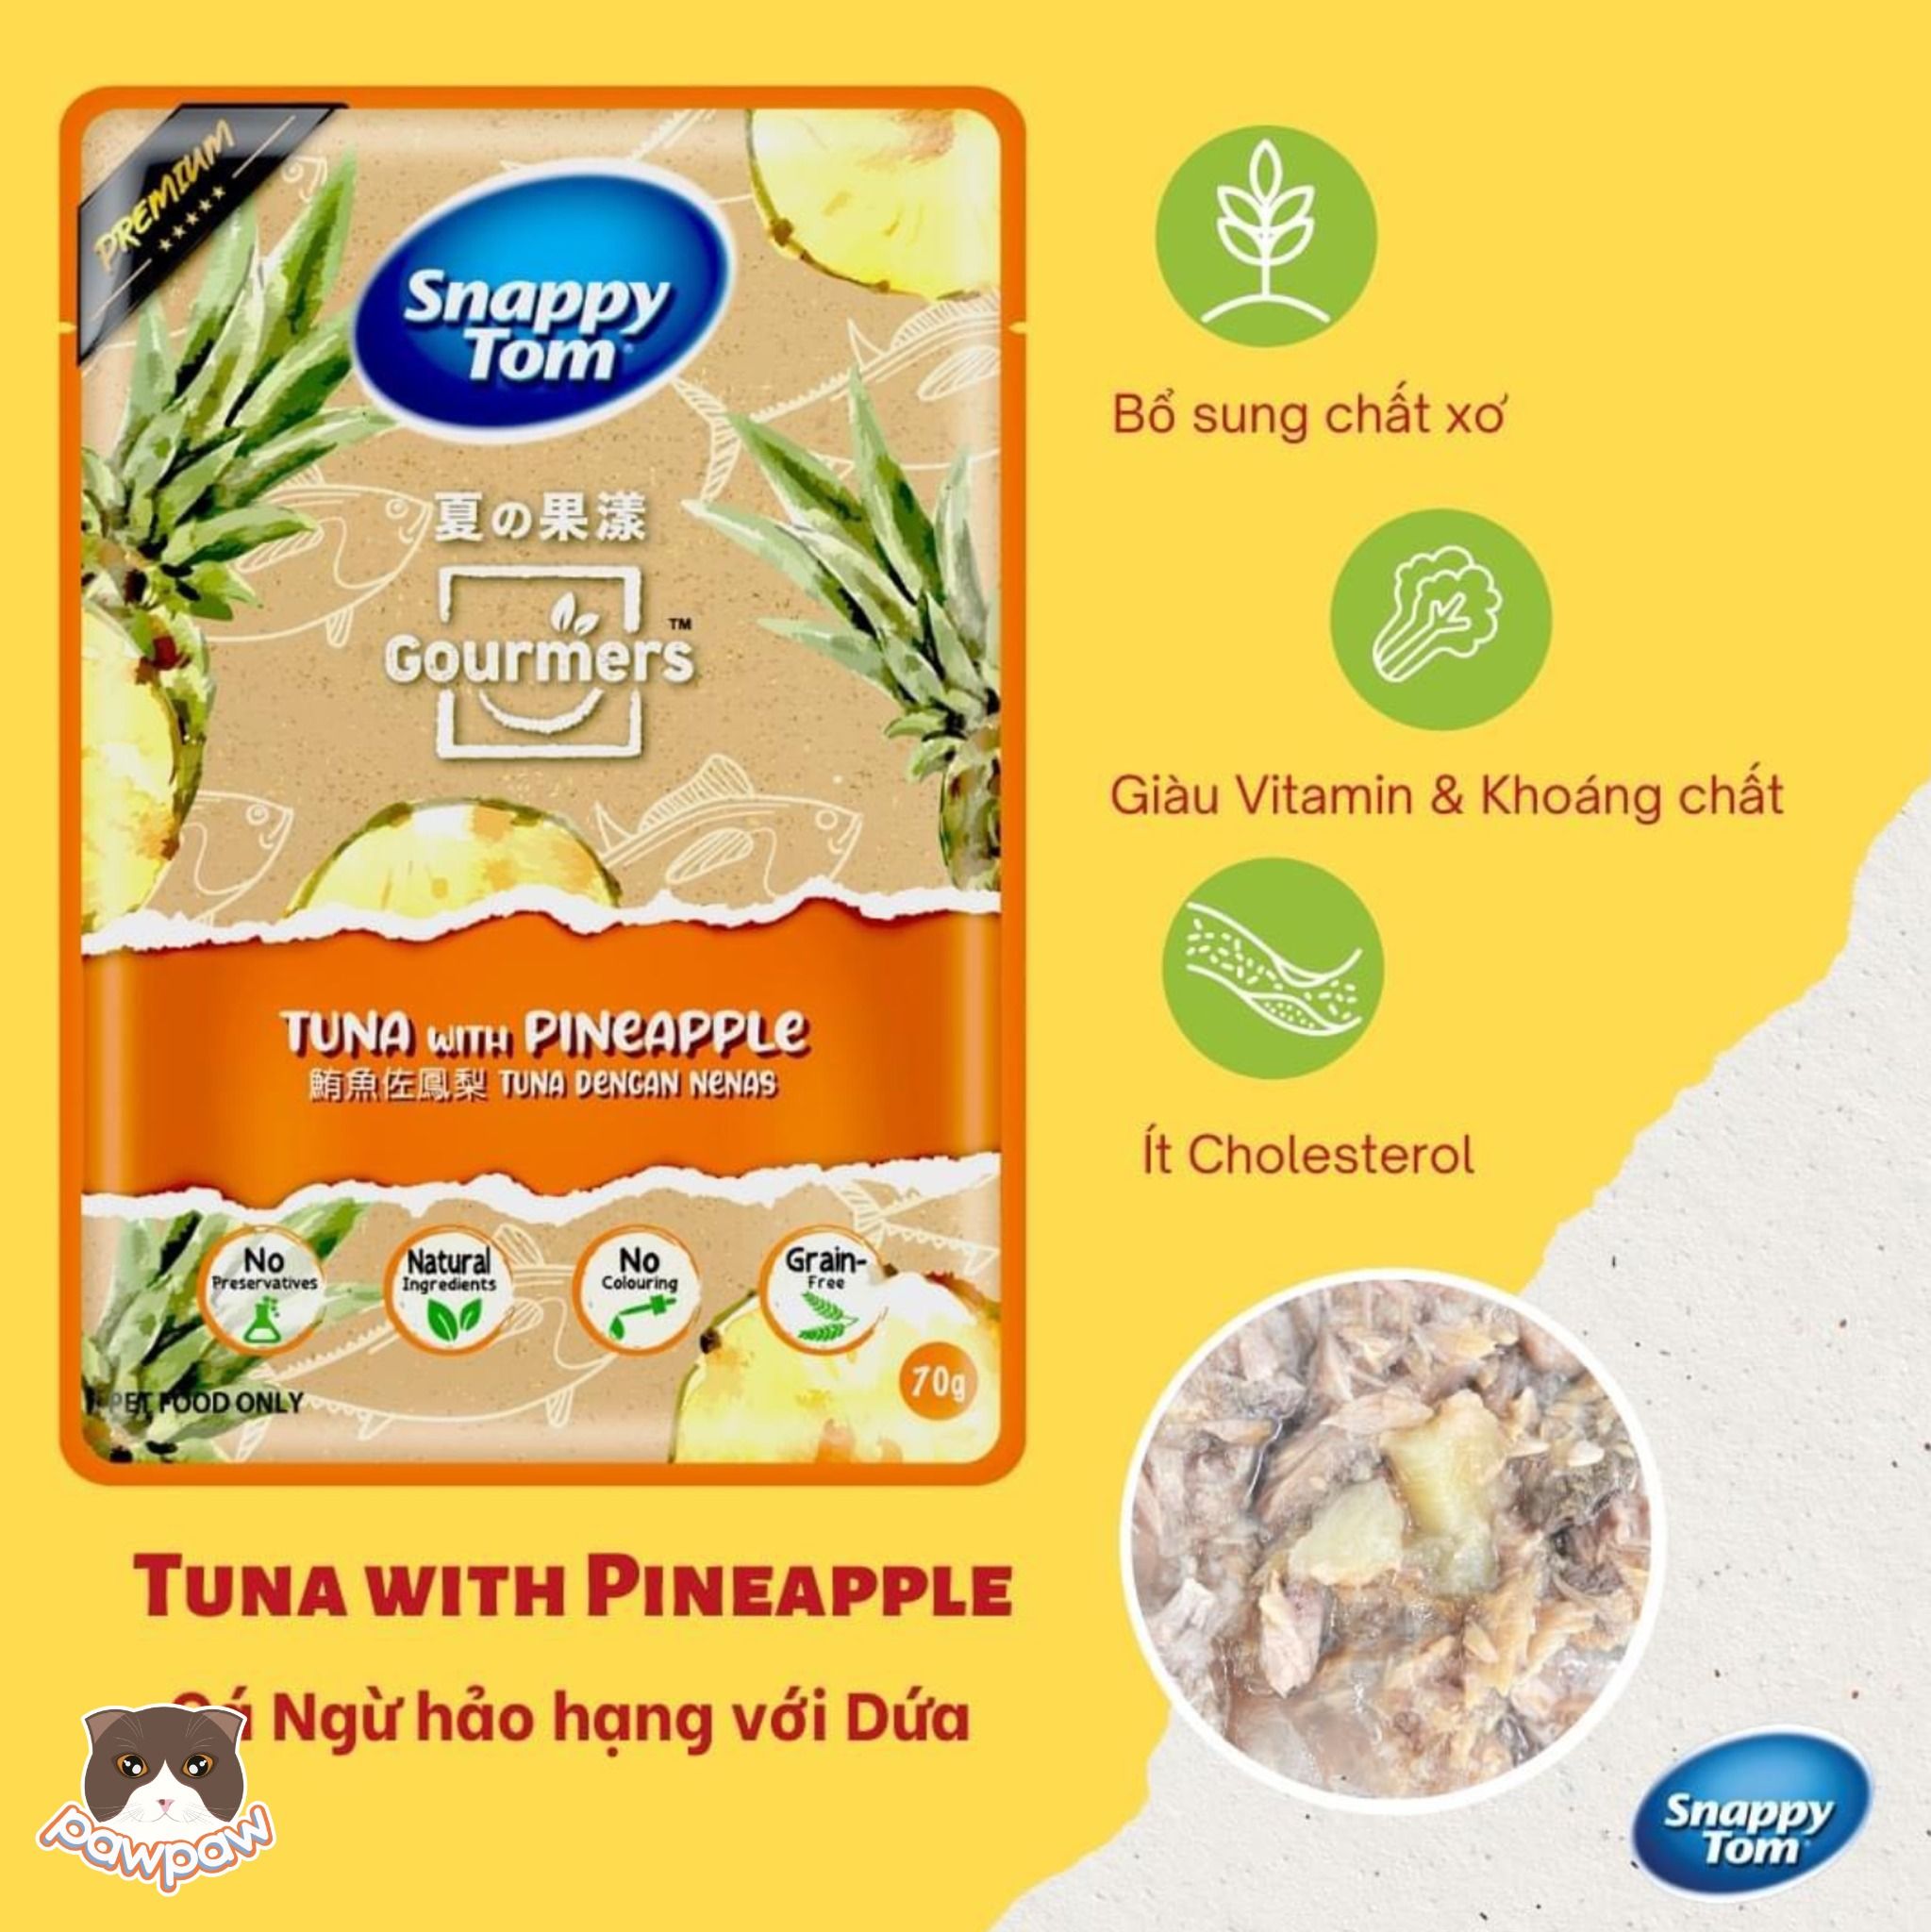 PREMIUM
Snappy
Tom
夏の果漾
Gourmers™
TUNA WITH PINEAPPLE
鮪魚佐鳳梨 TUNA DENGAN NENAS
No
Preservatives
Natural
Ingredients
No
Colouring
Grain-
Free
PET FOOD ONLY
70g
Bổ sung chất xơ
Giàu Vitamin & Khoáng chất
Ít Cholesterol
TUNA WITH PINEAPPLE
Ngừ hảo hạng với Dứa
pawpaw
Snappy
Tom